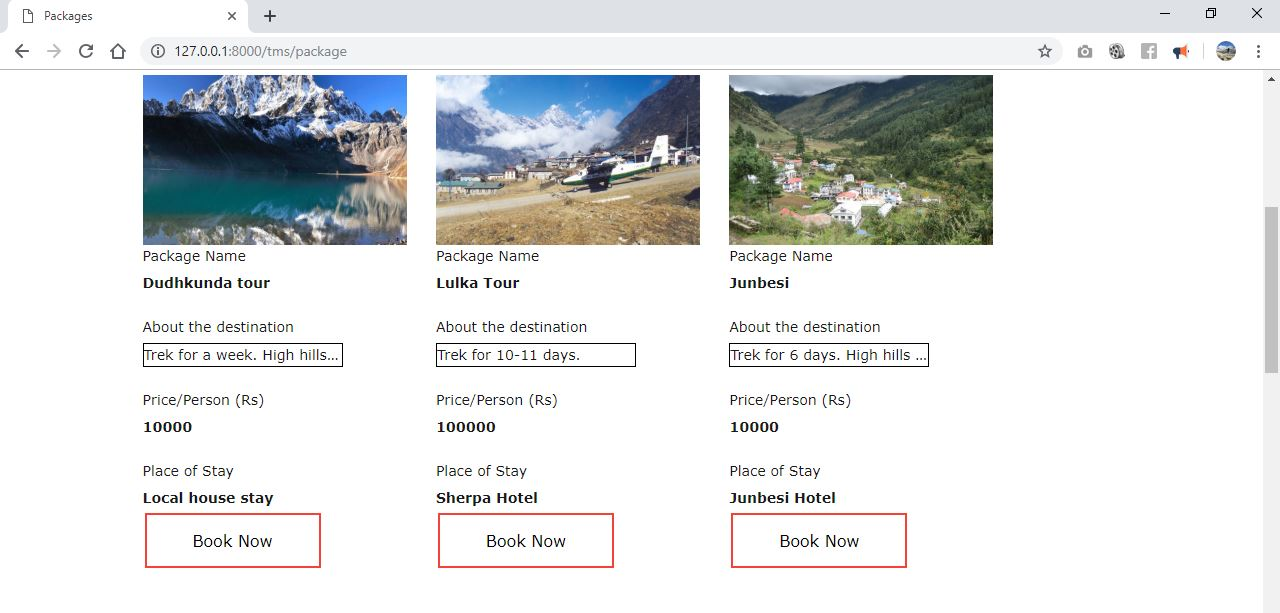 Packages
127.0.0.1:8000/tms/package
Package Name
Dudhkunda tour
About the destination
Trek for a week. High hills...
Price/Person (Rs)
10000
Place of Stay
Local house stay
Book Now
Package Name
Lulka Tour
About the destination
Trek for 10-11 days.
Price/Person (Rs)
100000
Place of Stay
Sherpa Hotel
Book Now
Package Name
Junbesi
About the destination
Trek for 6 days. High hills ...
Price/Person (Rs)
10000
Place of Stay
Junbesi Hotel
Book Now